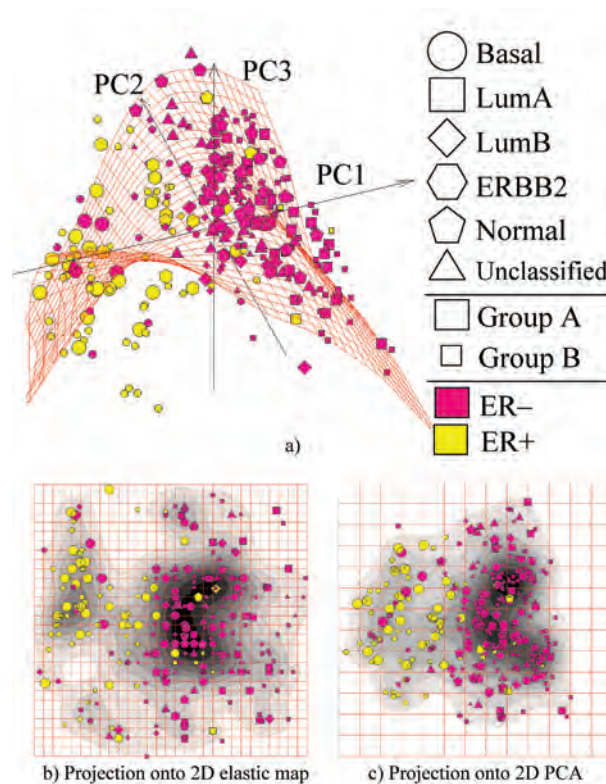 PC2
PC3
PC1
Basal
LumA
LumB
ERBB2
Normal
Unclassified
Group A
Group B
ER–
ER+
a)
b) Projection onto 2D elastic map
c) Projection onto 2D PCA